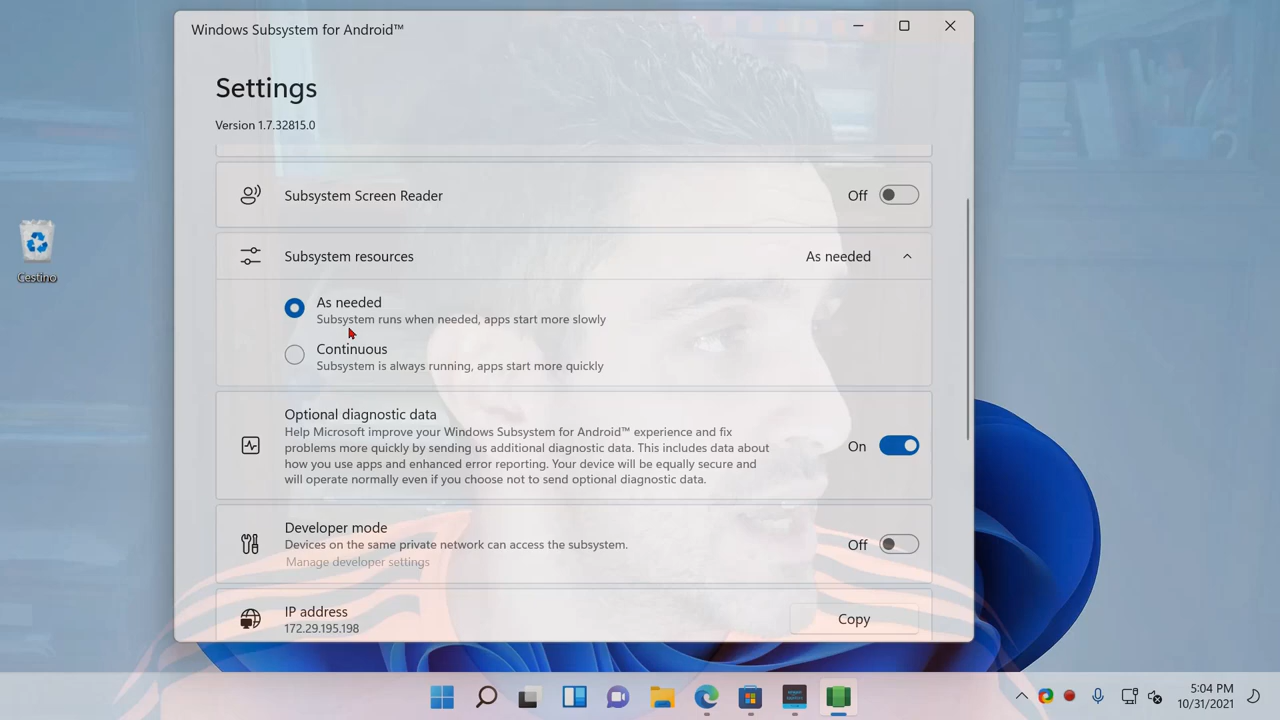 Windows Subsystem for Android™
Settings
Version 1.7.32815.0
Subsystem Screen Reader
Off
Subsystem resources
As needed
As needed
Subsystem runs when needed, apps start more slowly
Continuous
Subsystem is always running, apps start more quickly
Optional diagnostic data
Help Microsoft improve your Windows Subsystem for Android™ experience and fix
problems more quickly by sending us additional diagnostic data. This includes data about
how you use apps and enhanced error reporting. Your device will be equally secure and
will operate normally even if you choose not to send optional diagnostic data.
On
Developer mode
Devices on the same private network can access the subsystem.
Manage developer settings
Off
IP address
172.29.195.198
Copy
Cestino
5:04 PM
10/31/2021